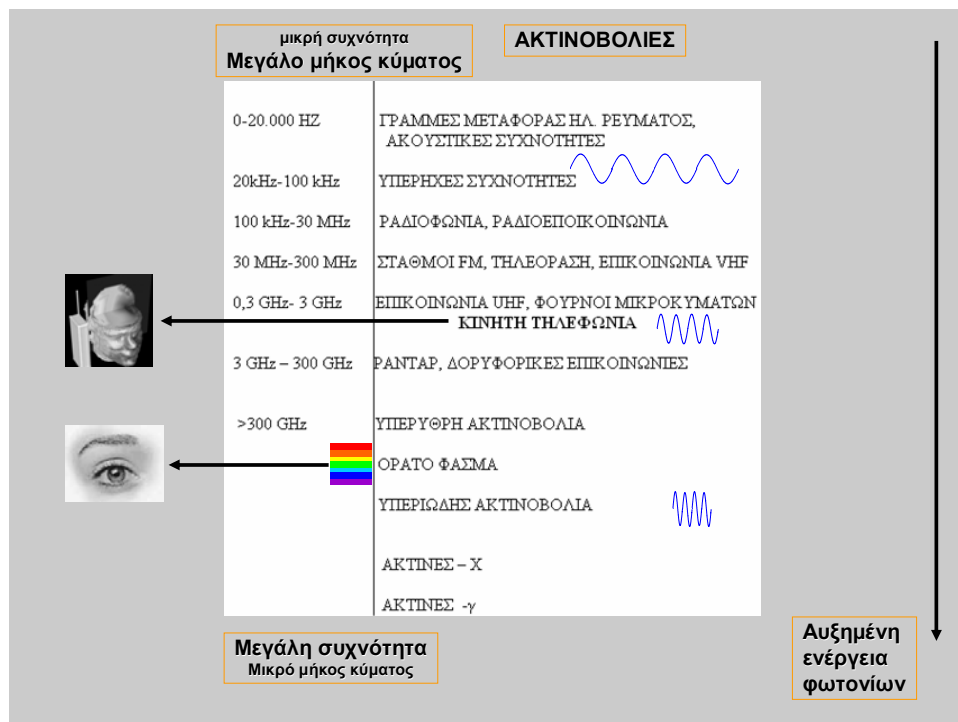 μικρή συχνότητα
Μεγάλο μήκος κύματος
ΑΚΤΙΝΟΒΟΛΙΕΣ
0-20.000 HZ ΓΡΑΜΜΕΣ ΜΕΤΑΦΟΡΑΣ ΗΛ. ΡΕΥΜΑΤΟΣ,
ΑΚΟΥΣΤΙΚΕΣ ΣΥΧΝΟΤΗΤΕΣ
20kHz-100 kHz ΥΠΕΡΗΧΕΣ ΣΥΧΝΟΤΗΤΕΣ
100 kHz-30 MHz ΡΑΔΙΟΦΩΝΙΑ, ΡΑΔΙΟΕΠΟΙΚΟΙΝΩΝΙΑ
30 MHz-300 MHz ΣΤΑΘΜΟΙ FM, ΤΗΛΕΟΡΑΣΗ, ΕΠΙΚΟΙΝΩΝΙΑ VHF
0,3 GHz- 3 GHz ΕΠΙΚΟΙΝΩΝΙΑ UHF, ΦΟΥΡΝΟΙ ΜΙΚΡΟΚΥΜΑΤΩΝ
ΚΙΝΗΤΗ ΤΗΛΕΦΩΝΙΑ
3 GHz – 300 GHz ΡΑΝΤΑΡ, ΔΟΡΥΦΟΡΙΚΕΣ ΕΠΙΚΟΙΝΩΝΙΕΣ
>300 GHz ΥΠΕΡΥΘΡΗ ΑΚΤΙΝΟΒΟΛΙΑ
ΟΡΑΤΟ ΦΑΣΜΑ
ΥΠΕΡΙΩΔΗΣ ΑΚΤΙΝΟΒΟΛΙΑ
ΑΚΤΙΝΕΣ – Χ
ΑΚΤΙΝΕΣ -γ
Μεγάλη συχνότητα
Μικρό μήκος κύματος
Αυξημένη
ενέργεια
φωτονίων